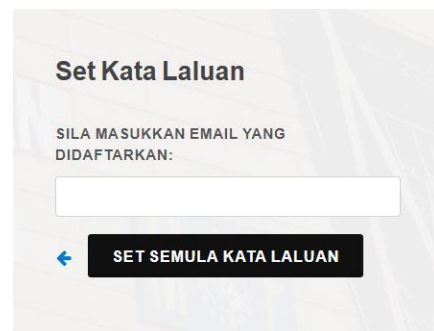 Set Kata Laluan
SILA MASUKKAN EMAIL YANG
DIDAFTARKAN:
SET SEMULA KATA LALUAN